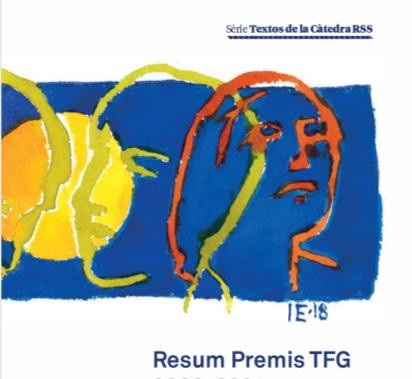 Sèrie Textos de la Càtedra RSS
IE·18
Resum Premis TFG